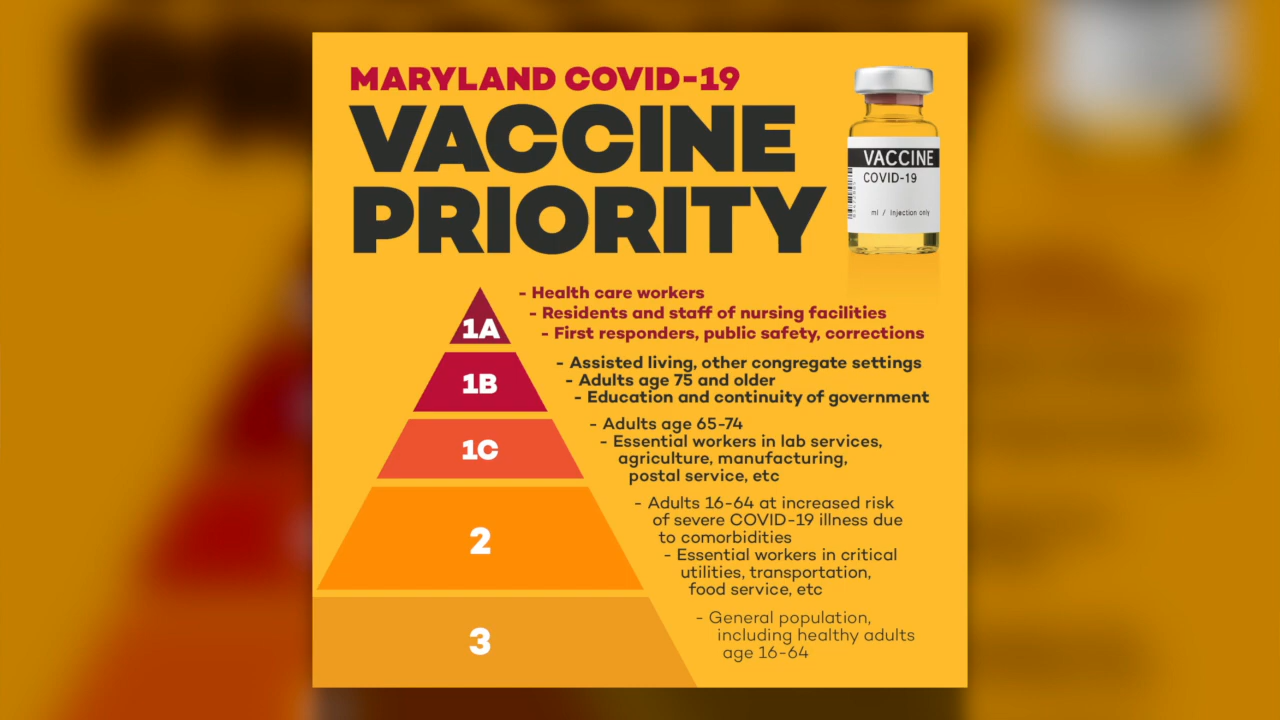 MARYLAND COVID-19
VACCINE
PRIORITY
VACCINE
COVID-19
ml / Injection only
1A
- Health care workers
- Residents and staff of nursing facilities
- First responders, public safety, corrections
1B
- Assisted living, other congregate settings
- Adults age 75 and older
- Education and continuity of government
1C
- Adults age 65-74
- Essential workers in lab services,
agriculture, manufacturing,
postal service, etc
2
- Adults 16-64 at increased risk
of severe COVID-19 illness due
to comorbidities
- Essential workers in critical
utilities, transportation,
food service, etc
3
- General population,
including healthy adults
age 16-64